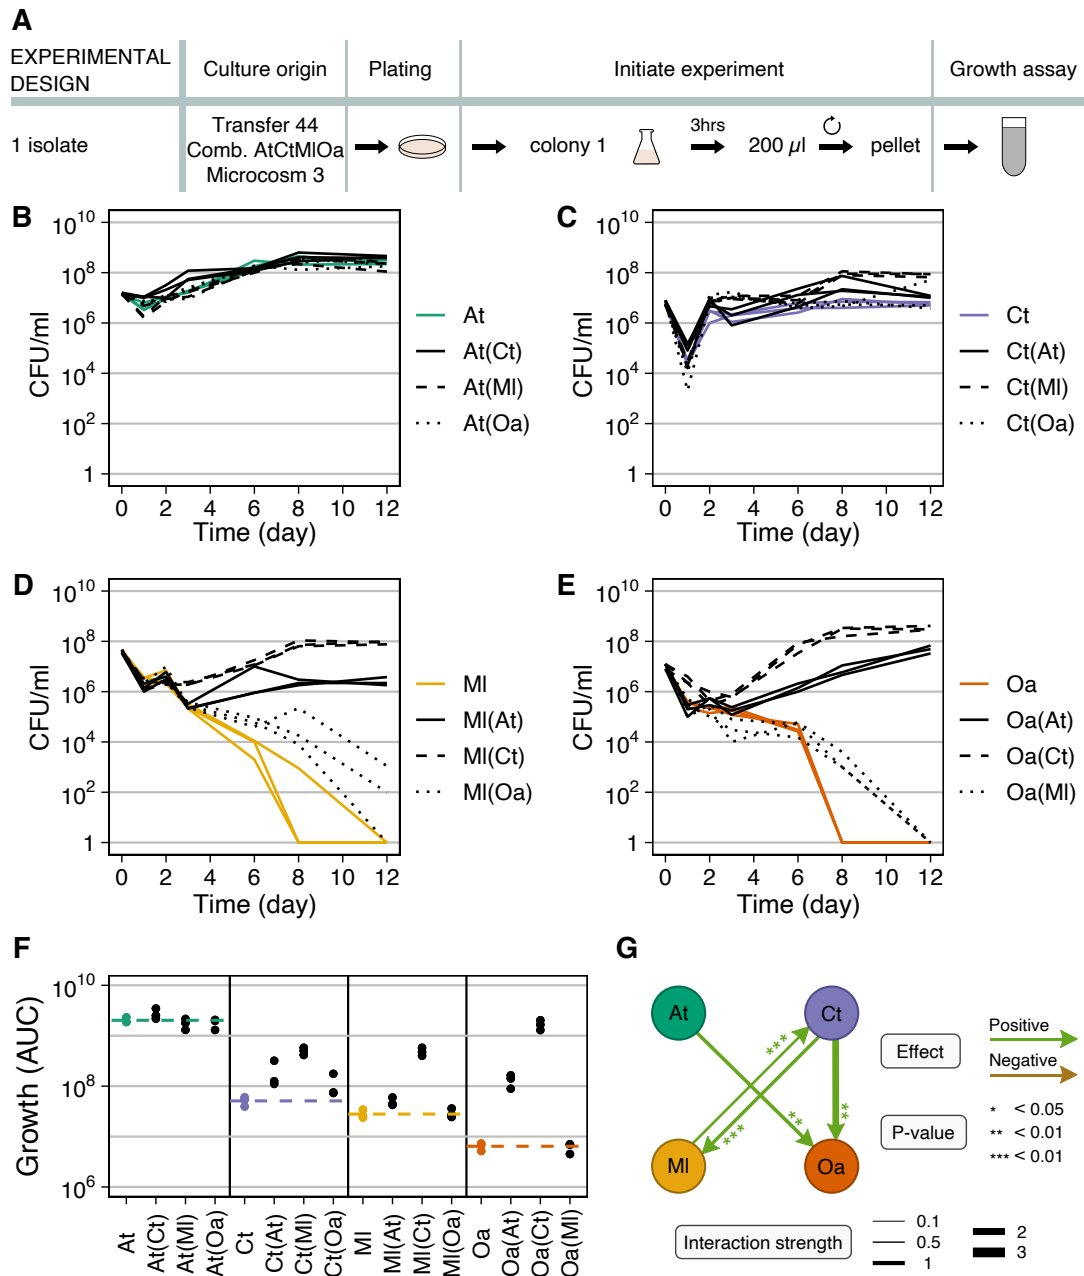 A
EXPERIMENTAL
DESIGN
Culture origin
Plating
Initiate experiment
Growth assay
1 isolate
Transfer 44
Comb. AtCtMlOa
Microcosm 3
colony 1
3hrs
200 µl
pellet
B
CFU/ml
10^10
10^8
10^6
10^4
10^2
1
0 2 4 6 8 10 12
Time (day)
At
At(Ct)
At(Ml)
At(Oa)
C
CFU/ml
10^10
10^8
10^6
10^4
10^2
1
0 2 4 6 8 10 12
Time (day)
Ct
Ct(At)
Ct(Ml)
Ct(Oa)
D
CFU/ml
10^10
10^8
10^6
10^4
10^2
1
0 2 4 6 8 10 12
Time (day)
Ml
Ml(At)
Ml(Ct)
Ml(Oa)
E
CFU/ml
10^10
10^8
10^6
10^4
10^2
1
0 2 4 6 8 10 12
Time (day)
Oa
Oa(At)
Oa(Ct)
Oa(Ml)
F
Growth (AUC)
10^10
10^8
10^6
At
At(Ct)
At(Ml)
At(Oa)
Ct
Ct(At)
Ct(Ml)
Ct(Oa)
Ml
Ml(At)
Ml(Ct)
Ml(Oa)
Oa
Oa(At)
Oa(Ct)
Oa(Ml)
G
At
Ct
Ml
Oa
***
***
**
**
Effect
Positive
Negative
P-value
* < 0.05
** < 0.01
*** < 0.01
Interaction strength
0.1
0.5
1
2
3